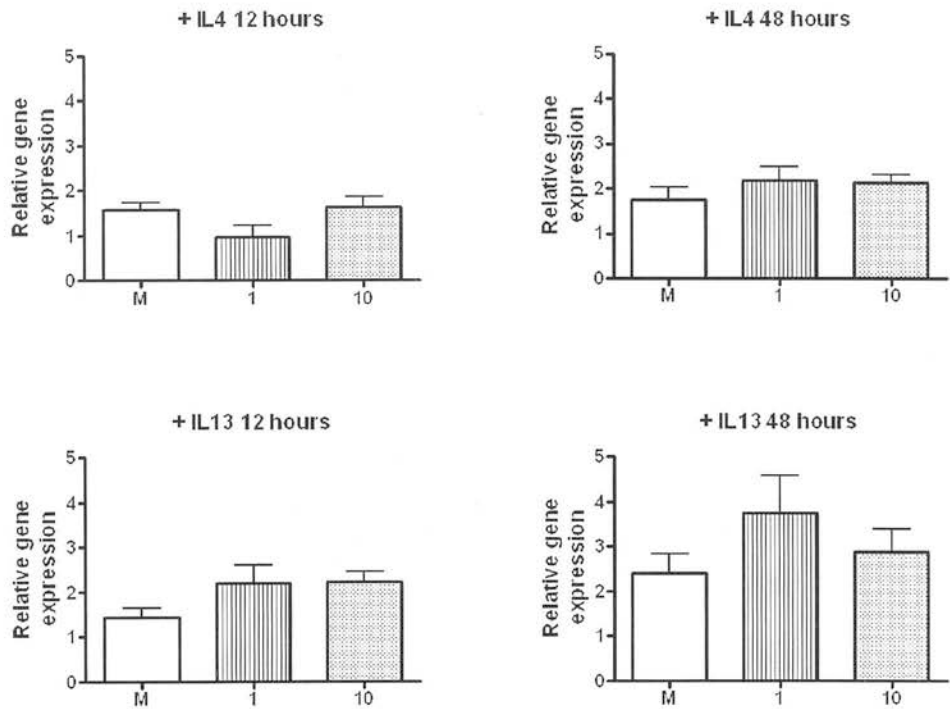 + IL4 12 hours
Relative gene
expression
5
4
3
2
1
0
M 1 10
+ IL4 48 hours
Relative gene
expression
5
4
3
2
1
0
M 1 10
+ IL13 12 hours
Relative gene
expression
5
4
3
2
1
0
M 1 10
+ IL13 48 hours
Relative gene
expression
5
4
3
2
1
0
M 1 10